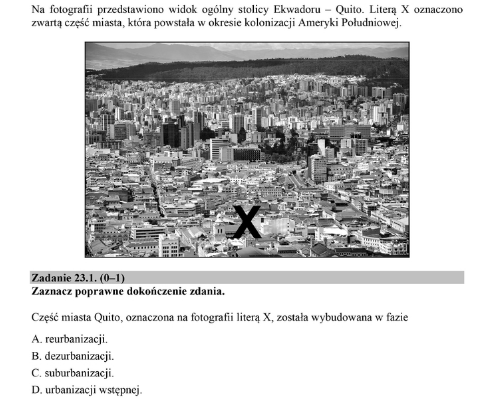 Na fotografii przedstawiono widok ogólny stolicy Ekwadoru – Quito. Literą X oznaczono
zwartą część miasta, która powstała w okresie kolonizacji Ameryki Południowej.
X
Zadanie 23.1. (0–1)
Zaznacz poprawne dokończenie zdania.
Część miasta Quito, oznaczona na fotografii literą X, została wybudowana w fazie
A. reurbanizacji.
B. dezurbanizacji.
C. suburbanizacji.
D. urbanizacji wstępnej.